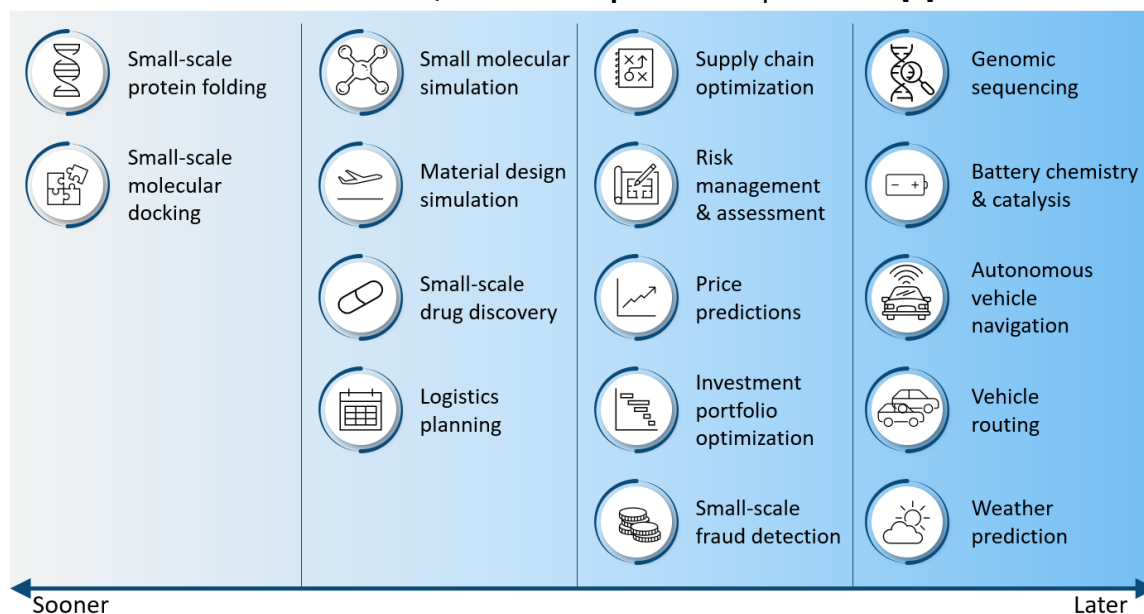 Small-scale
protein folding
Small-scale
molecular
docking
Small molecular
simulation
Material design
simulation
Small-scale
drug discovery
Logistics
planning
Supply chain
optimization
Risk
management
& assessment
Price
predictions
Investment
portfolio
optimization
Small-scale
fraud detection
Genomic
sequencing
Battery chemistry
& catalysis
Autonomous
vehicle
navigation
Vehicle
routing
Weather
prediction
Sooner
Later